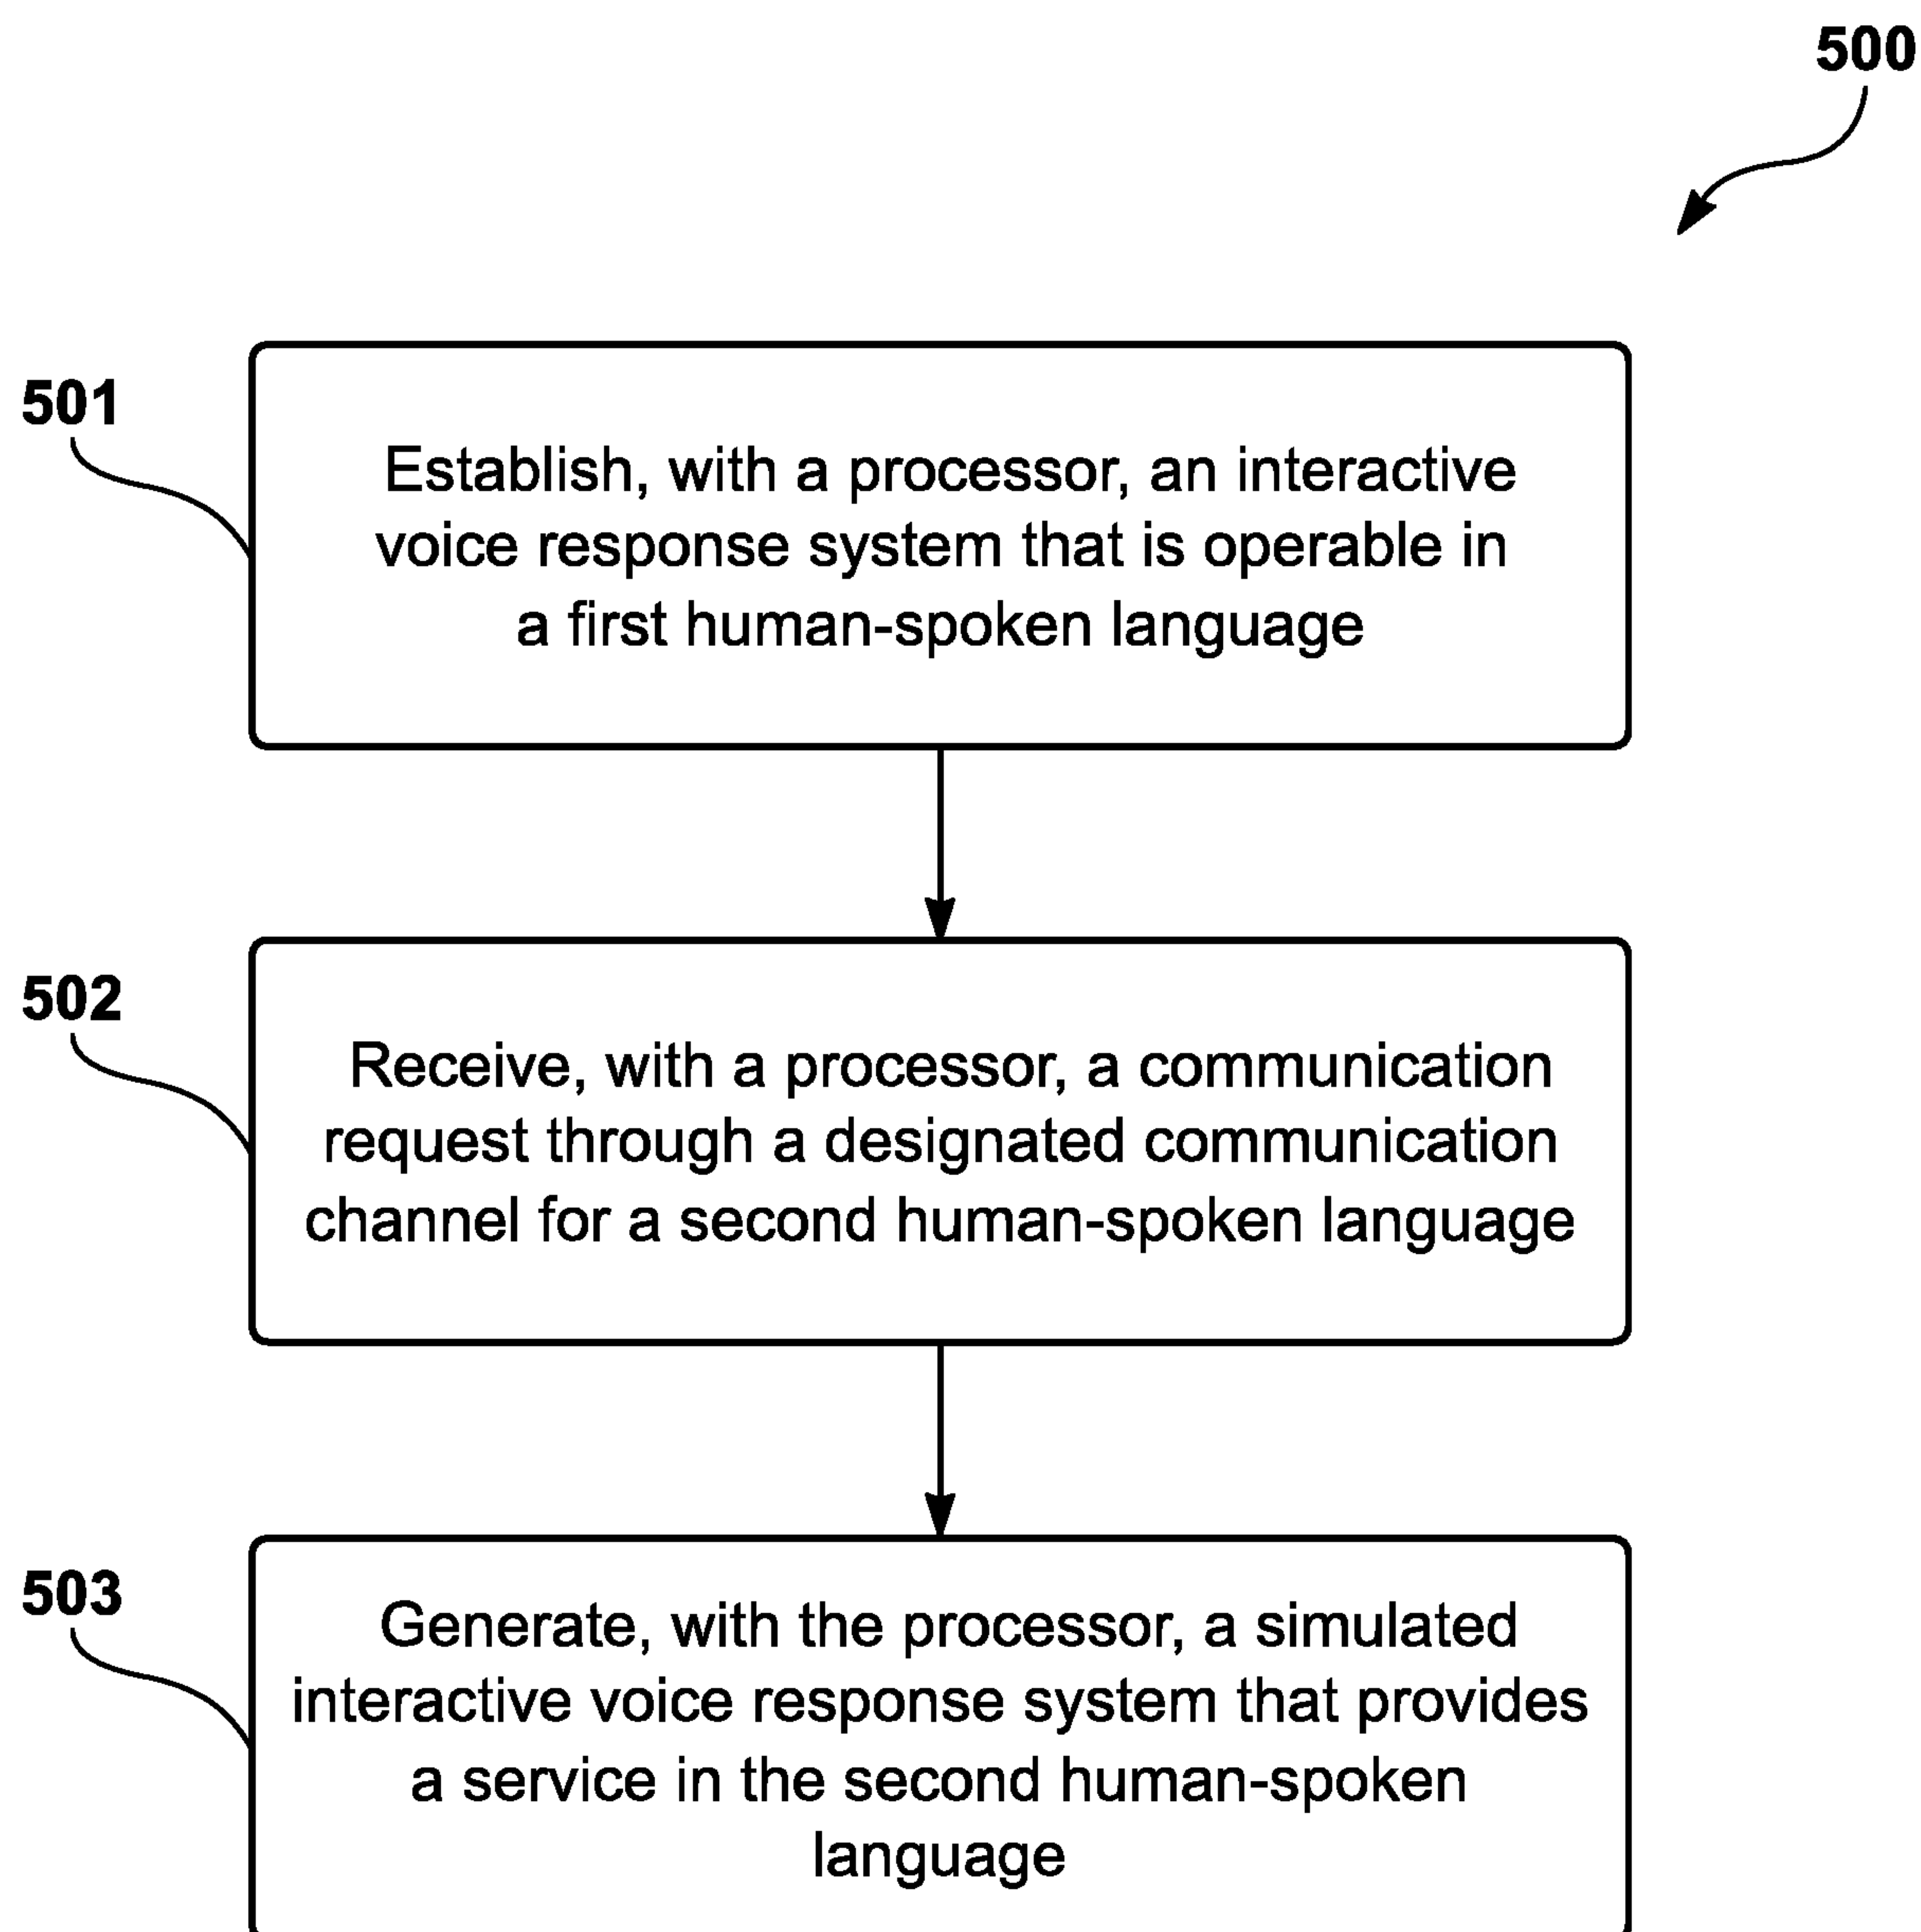 500
501
Establish, with a processor, an interactive
voice response system that is operable in
a first human-spoken language
502
Receive, with a processor, a communication
request through a designated communication
channel for a second human-spoken language
503
Generate, with the processor, a simulated
interactive voice response system that provides
a service in the second human-spoken
language